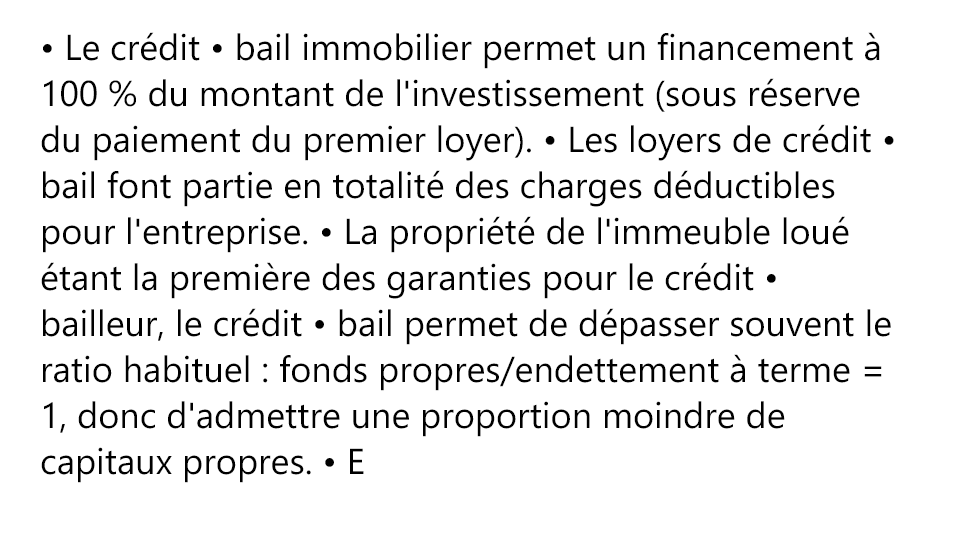 • Le crédit • bail immobilier permet un financement à
100 % du montant de l'investissement (sous réserve
du paiement du premier loyer). • Les loyers de crédit •
bail font partie en totalité des charges déductibles
pour l'entreprise. • La propriété de l'immeuble loué
étant la première des garanties pour le crédit •
bailleur, le crédit • bail permet de dépasser souvent le
ratio habituel : fonds propres/endettement à terme =
1, donc d'admettre une proportion moindre de
capitaux propres. • E